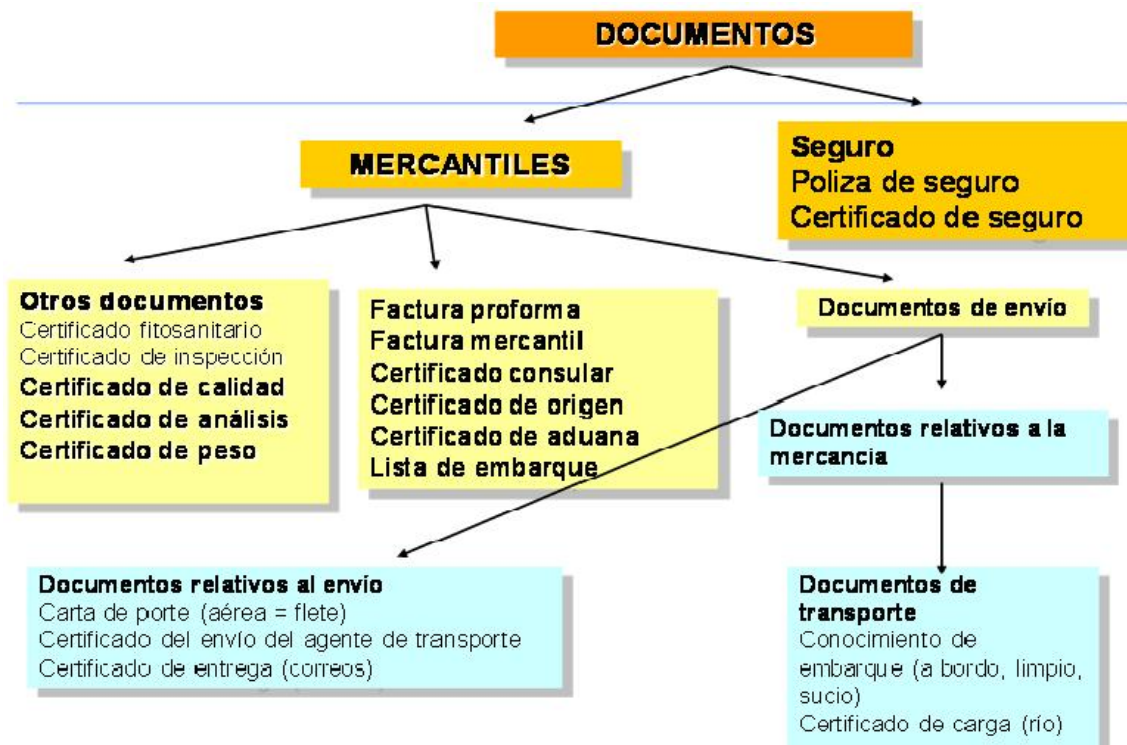 DOCUMENTOS
MERCANTILES
Seguro
Poliza de seguro
Certificado de seguro
Otros documentos
Certificado fitosanitario
Certificado de inspección
Certificado de calidad
Certificado de análisis
Certificado de peso
Factura proforma
Factura mercantil
Certificado consular
Certificado de origen
Certificado de aduana
Lista de embarque
Documentos de envío
Documentos relativos a la
mercancia
Documentos relativos al envío
Carta de porte (aérea = flete)
Certificado del envío del agente de transporte
Certificado de entrega (correos)
Documentos de
transporte
Conocimiento de
embarque (a bordo, limpio,
sucio)
Certificado de carga (río)